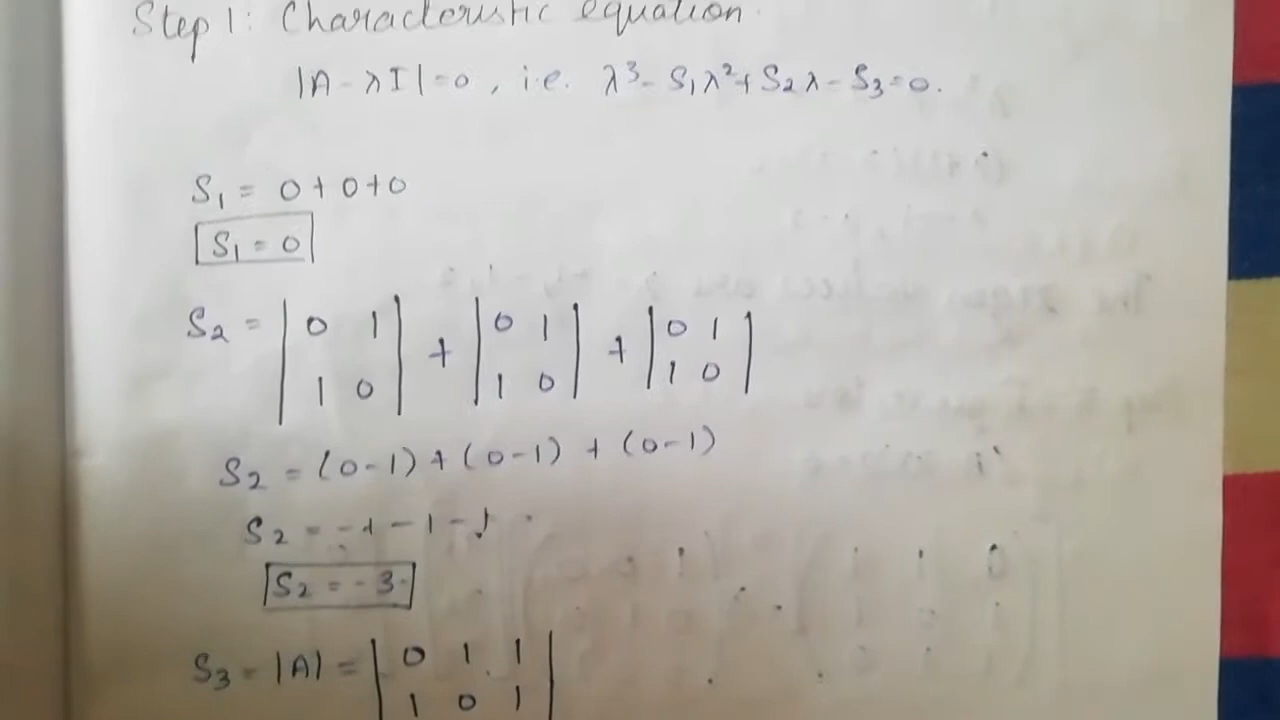 Step 1: Characteristic equation.
|A - λI| = 0, i.e. λ³ - S₁λ² + S₂λ - S₃ = 0.
S₁ = 0 + 0 + 0
S₁ = 0
S₂ = |0 1| + |0 1| + |0 1|
|1 0| |1 0| |1 0|
S₂ = (0-1) + (0-1) + (0-1)
S₂ = -1 - 1 - 1
S₂ = -3
S₃ = |A| = |0 1 1|
|1 0 1|